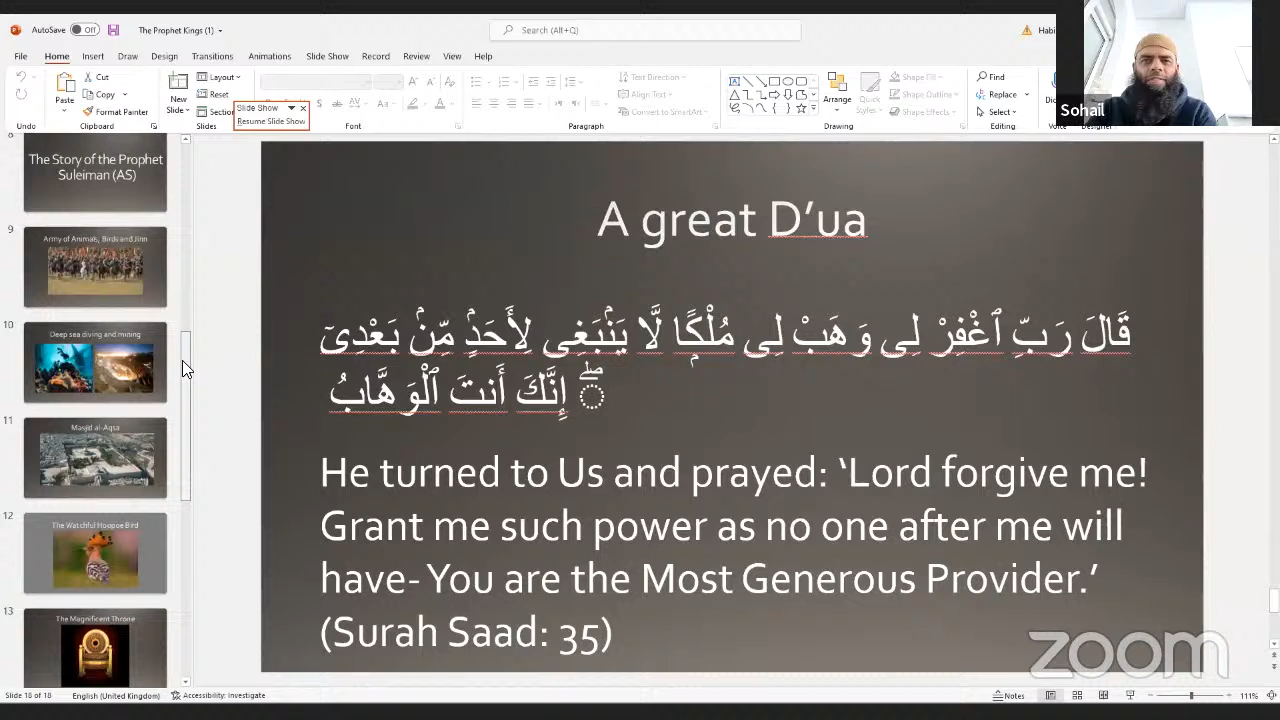 AutoSave Off The Prophet Kings (1) Search (Alt+Q) Habi
File Home Insert Draw Design Transitions Animations Slide Show Record Review View Help
Paste Cut Copy Format Painter Clipboard Undo
New Slide Layout Reset Section Slides
Slide Show
Resume Slide Show
Font
Text Direction
Align Text
Convert to SmartArt
Paragraph
Arrange Quick Styles Shape Fill Shape Outline Shape Effects Drawing
Find
Replace
Select
Editing
Sohail
The Story of the Prophet
Suleiman (AS)
9
Army of Animals, Birds and Jinn
10
Deep sea diving and mining
11
Masjid al-Aqsa
12
The Watchful Hoopoe Bird
13
The Magnificent Throne
A great D’ua
قَالَ رَبِّ ٱغْفِرْ لِى وَهَبْ لِى مُلْكًۭا لَّا يَنۢبَغِى لِأَحَدٍۢ مِّنۢ بَعْدِىٓ
ۖ إِنَّكَ أَنتَ ٱلْوَهَّابُ
He turned to Us and prayed: ‘Lord forgive me!
Grant me such power as no one after me will
have- You are the Most Generous Provider.’
(Surah Saad: 35)
zoom
Slide 18 of 18 English (United Kingdom) Accessibility: Investigate Notes 111%